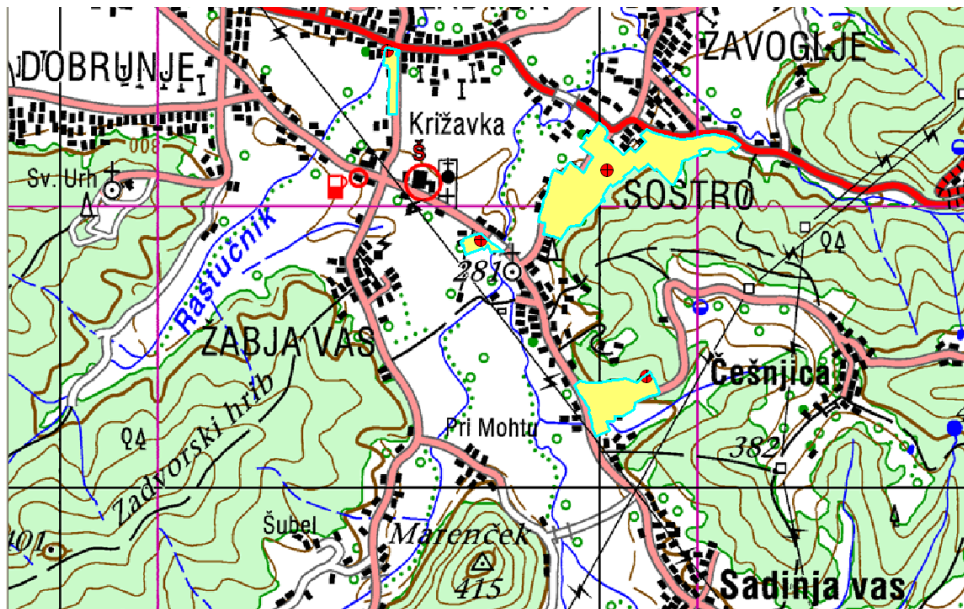 DOBRUNJE
ZAVOGLJE
Križavka
Š
Sv. Urh
SOSTRO
Raštučnik
281
ŽABJA VAS
Češnjica
Zadvorski hrib
Pri Mohtu
382
Šubel
Marenček
401
415
Sadinja vas